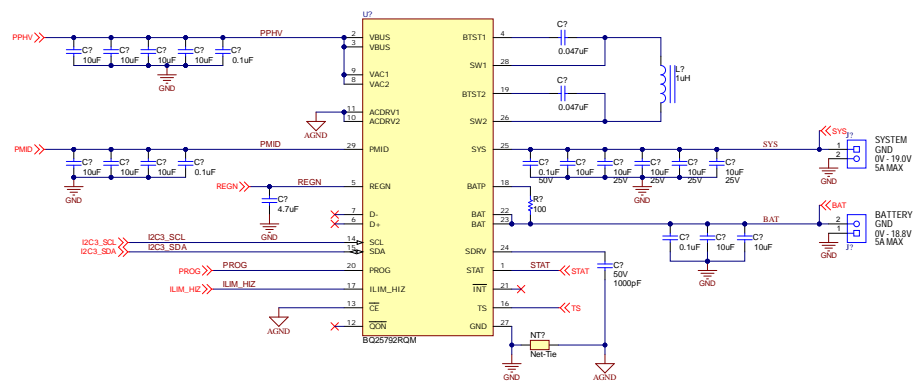 U?
PPHV
PPHV
C?
10uF
C?
10uF
C?
10uF
C?
10uF
C?
0.1uF
GND
2
VBUS
3
VBUS
9
VAC1
8
VAC2
11
ACDRV1
10
ACDRV2
AGND
PMID
PMID
29
PMID
C?
10uF
C?
10uF
C?
10uF
C?
0.1uF
GND
REGN
REGN
5
REGN
C?
4.7uF
GND
7
D-
6
D+
I2C3_SCL
I2C3_SCL
14
SCL
I2C3_SDA
I2C3_SDA
15
SDA
PROG
PROG
20
PROG
ILIM_HIZ
ILIM_HIZ
17
ILIM_HIZ
13
CE
AGND
12
QON
BQ25792RQM
BTST1
4
C?
0.047uF
SW1
28
L?
1uH
BTST2
19
C?
0.047uF
SW2
26
SYS
25
SYS
SYS
C?
0.1uF
50V
C?
10uF
25V
C?
10uF
25V
C?
10uF
25V
C?
10uF
25V
C?
10uF
25V
GND
GND
J?
1
2
SYSTEM
GND
0V - 19.0V
5A MAX
BATP
18
R?
100
BAT
22
BAT
23
BAT
BAT
C?
0.1uF
C?
10uF
C?
10uF
GND
GND
2
1
J?
BATTERY
GND
0V - 18.8V
5A MAX
SDRV
24
C?
50V
1000pF
STAT
1
STAT
STAT
INT
21
TS
16
TS
GND
27
NT?
Net-Tie
GND
AGND